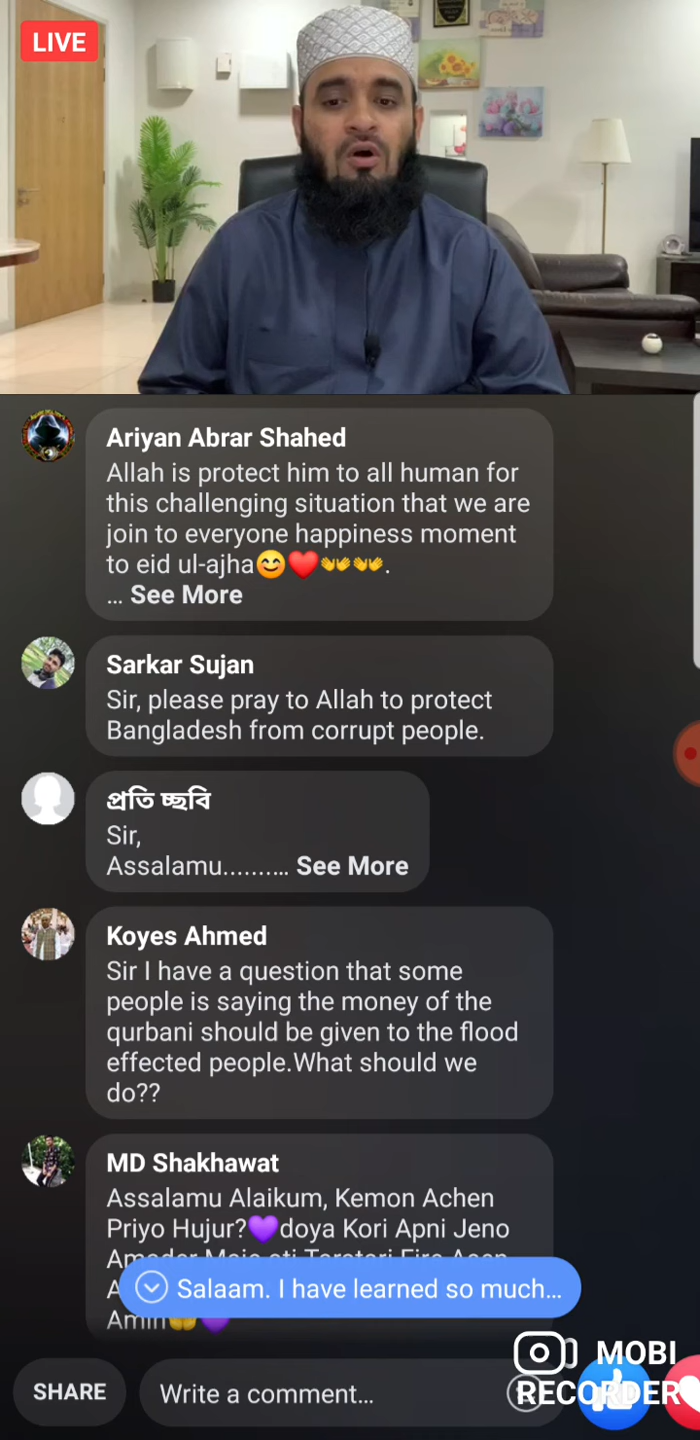 LIVE
Ariyan Abrar Shahed
Allah is protect him to all human for
this challenging situation that we are
join to everyone happiness moment
to eid ul-ajha😊❤️👐👐.
... See More
Sarkar Sujan
Sir, please pray to Allah to protect
Bangladesh from corrupt people.
প্রতি চ্ছবি
Sir,
Assalamu.......... See More
Koyes Ahmed
Sir I have a question that some
people is saying the money of the
qurbani should be given to the flood
effected people.What should we
do??
MD Shakhawat
Assalamu Alaikum, Kemon Achen
Priyo Hujur?💜doya Kori Apni Jeno
Salaam. I have learned so much...
Amin🤲💜
MOBI
RECORDER
SHARE
Write a comment...